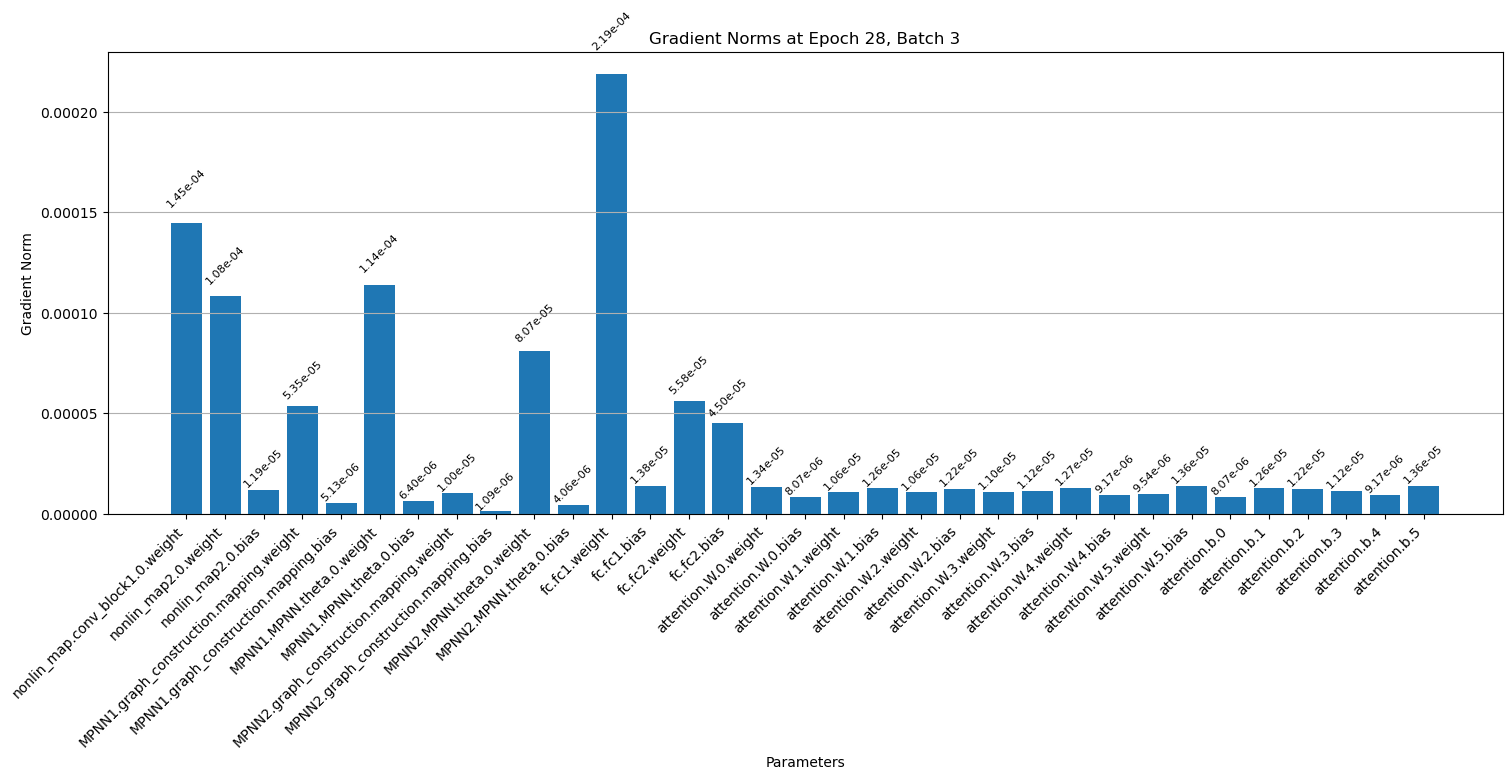 Gradient Norms at Epoch 28, Batch 3
Gradient Norm
0.00020
0.00015
0.00010
0.00005
0.00000
1.45e-04
1.08e-04
1.19e-05
5.35e-05
5.13e-06
1.14e-04
6.40e-06
1.00e-05
1.09e-06
8.07e-05
4.06e-06
2.19e-04
1.38e-05
5.58e-05
4.50e-05
1.34e-05
8.07e-06
1.06e-05
1.26e-05
1.06e-05
1.22e-05
1.10e-05
1.12e-05
1.27e-05
9.17e-06
9.54e-06
1.36e-05
8.07e-06
1.26e-05
1.22e-05
1.12e-05
9.17e-06
1.36e-05
nonlin_map.conv_block1.0.weight
nonlin_map2.0.weight
nonlin_map2.0.bias
MPNN1.graph_construction.mapping.weight
MPNN1.graph_construction.mapping.bias
MPNN1.MPNN.theta.0.weight
MPNN1.MPNN.theta.0.bias
MPNN2.graph_construction.mapping.weight
MPNN2.graph_construction.mapping.bias
MPNN2.MPNN.theta.0.weight
MPNN2.MPNN.theta.0.bias
fc.fc1.weight
fc.fc1.bias
fc.fc2.weight
fc.fc2.bias
attention.W.0.weight
attention.W.0.bias
attention.W.1.weight
attention.W.1.bias
attention.W.2.weight
attention.W.2.bias
attention.W.3.weight
attention.W.3.bias
attention.W.4.weight
attention.W.4.bias
attention.W.5.weight
attention.W.5.bias
attention.b.0
attention.b.1
attention.b.2
attention.b.3
attention.b.4
attention.b.5
Parameters